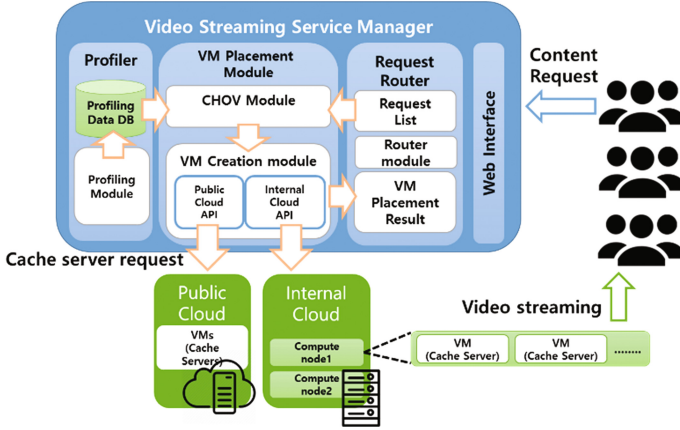 Video Streaming Service Manager
Profiler
Profiling
Data DB
Profiling
Module
VM Placement
Module
CHOV Module
VM Creation module
Public
Cloud
API
Internal
Cloud
API
Request
Router
Request
List
Router
module
VM
Placement
Result
Web Interface
Content
Request
Cache server request
Public
Cloud
VMs
(Cache
Servers)
Internal
Cloud
Compute
node1
Compute
node2
Video streaming
VM
(Cache Server)
VM
(Cache Server)
........